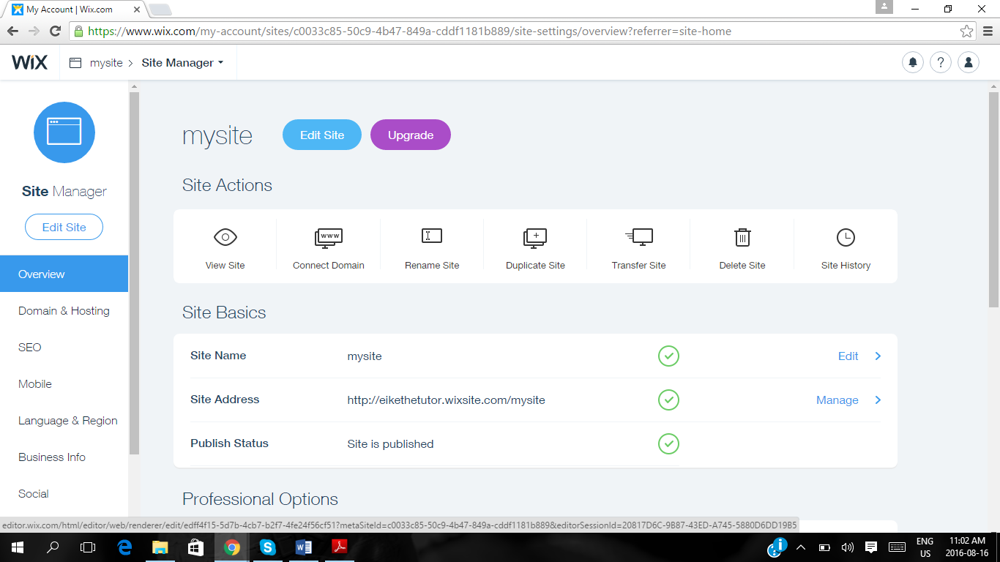 My Account | Wix.com
https://www.wix.com/my-account/sites/c0033c85-50c9-4b47-849a-cddf1181b889/site-settings/overview?referrer=site-home
WiX
mysite > Site Manager
?
mysite
Edit Site
Upgrade
Site Manager
Edit Site
Overview
Domain & Hosting
SEO
Mobile
Language & Region
Business Info
Social
Site Actions
View Site
www
Connect Domain
Rename Site
Duplicate Site
Transfer Site
Delete Site
Site History
Site Basics
Site Name mysite Edit >
Site Address http://eikethetutor.wixsite.com/mysite Manage >
Publish Status Site is published
Professional Options
editor.wix.com/html/editor/web/renderer/edit/edff4f15-5d7b-4cb7-b2f7-4fe24f56cf51?metaSiteId=c0033c85-50c9-4b47-849a-cddf1181b889&editorSessionId=20817D6C-9B87-43ED-A745-5880D6DD19B5
ENG
US
11:02 AM
2016-08-16